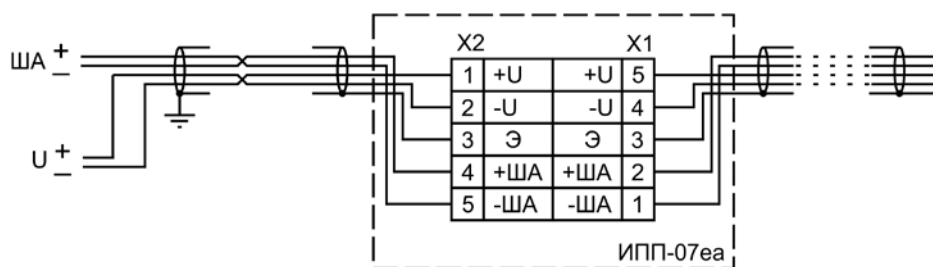 X2 X1
ША + −
1 +U +U 5
2 -U -U 4
3 Э Э 3
U + −
4 +ША +ША 2
5 -ША -ША 1
ИПП-07еа